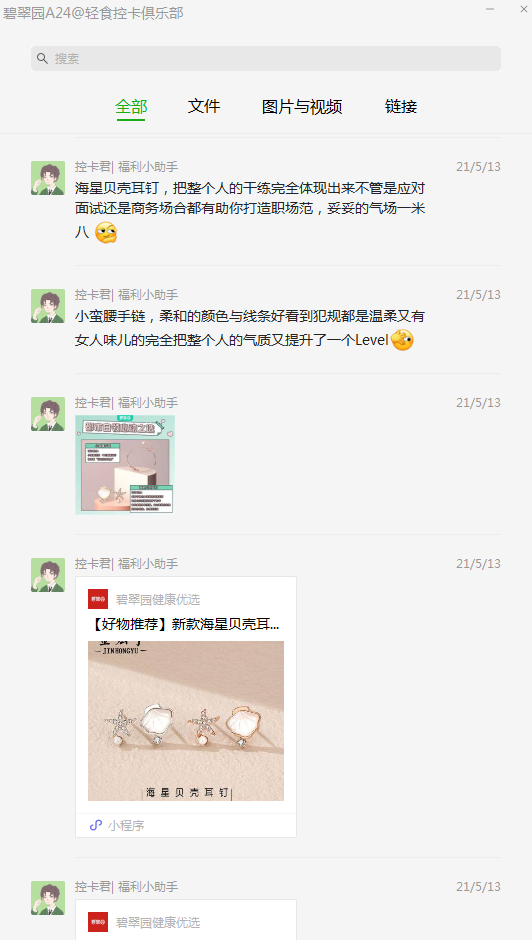 碧翠园A24@轻食控卡俱乐部
搜索
全部 文件 图片与视频 链接
控卡君| 福利小助手 21/5/13
海星贝壳耳钉，把整个人的干练完全体现出来不管是应对
面试还是商务场合都有助你打造职场范，妥妥的气场一米
八
控卡君| 福利小助手 21/5/13
小蛮腰手链，柔和的颜色与线条好看到犯规都是温柔又有
女人味儿的完全把整个人的气质又提升了一个Level
控卡君| 福利小助手 21/5/13
控卡君| 福利小助手 21/5/13
碧翠园健康优选
【好物推荐】新款海星贝壳耳...
JINHONGYU
海星贝壳耳钉
小程序
控卡君| 福利小助手 21/5/13
碧翠园健康优选